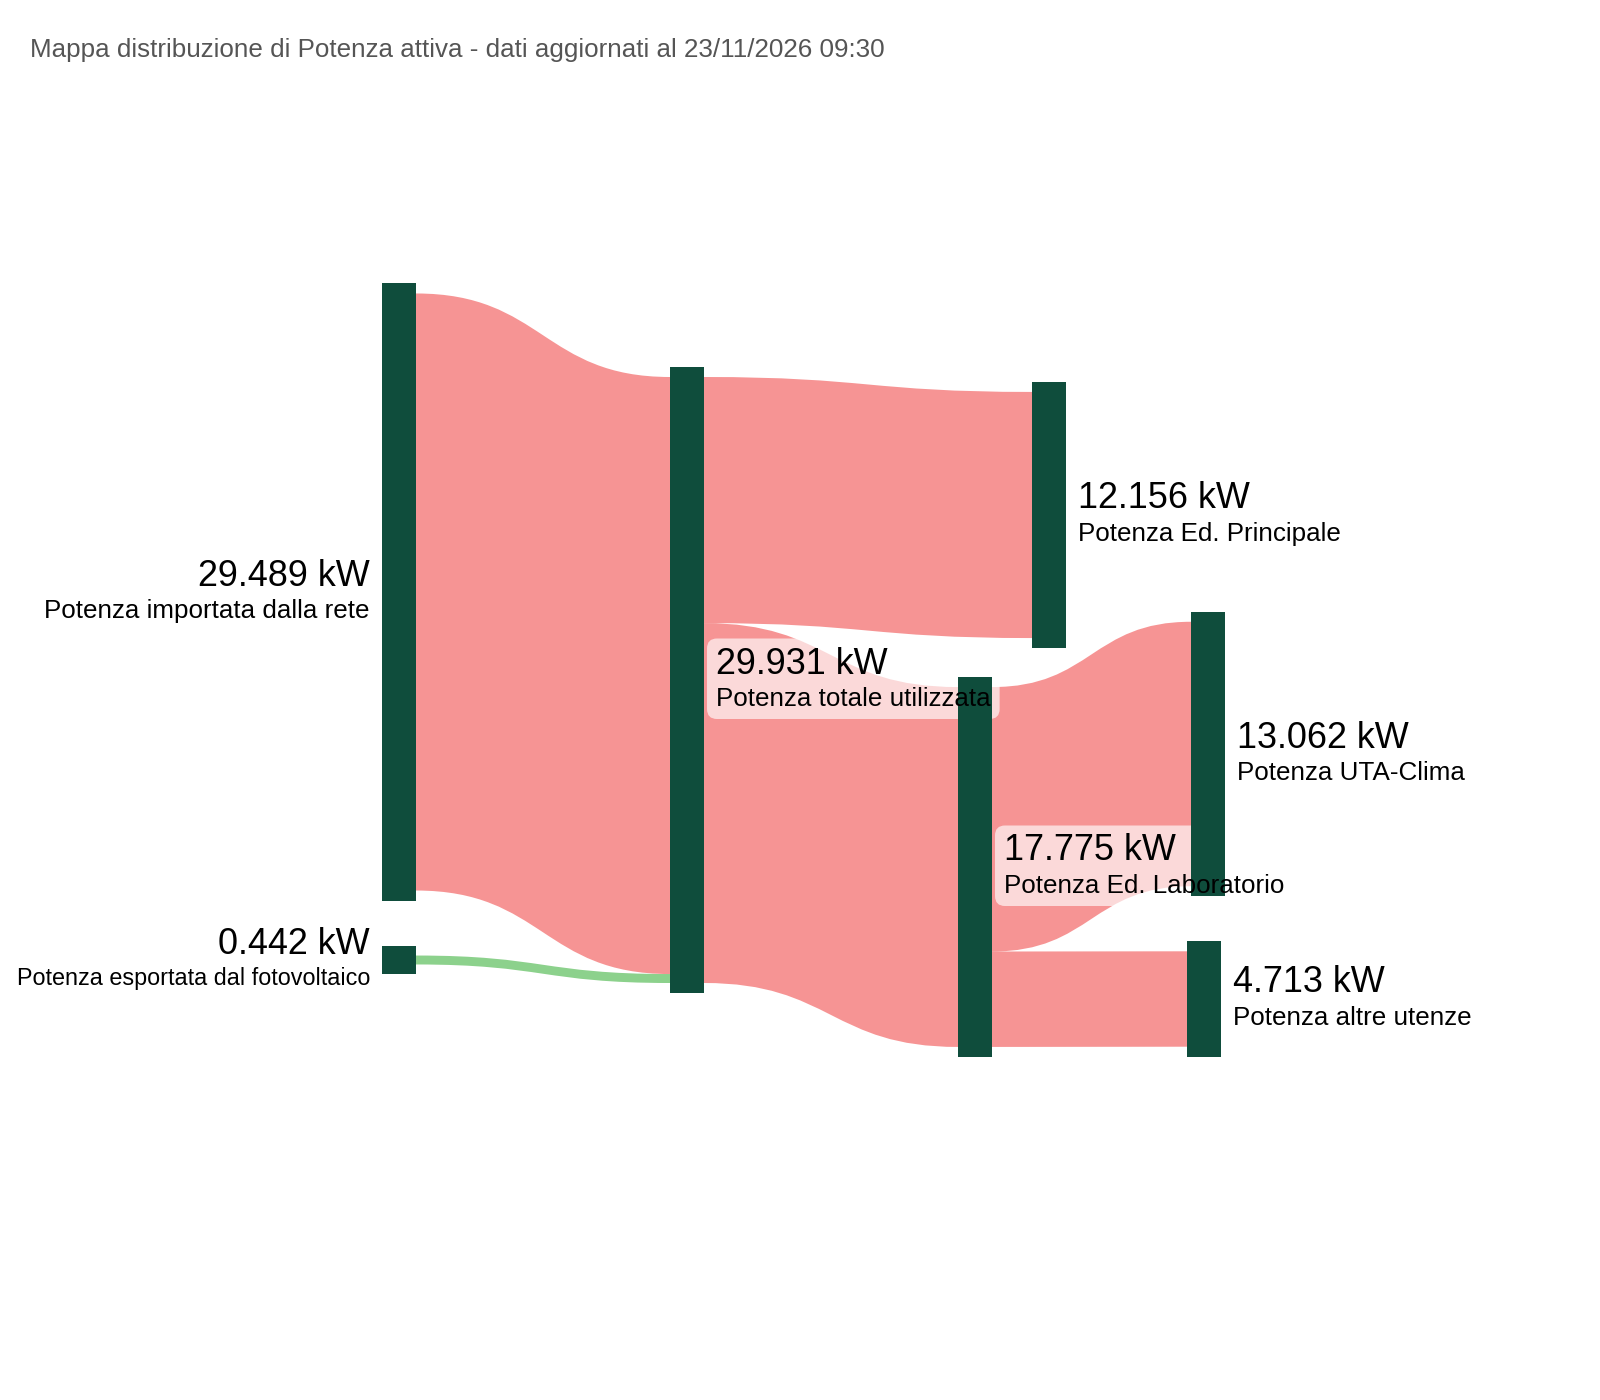 Mappa distribuzione di Potenza attiva - dati aggiornati al 23/11/2026 09:30
29.489 kW
Potenza importata dalla rete
0.442 kW
Potenza esportata dal fotovoltaico
29.931 kW
Potenza totale utilizzata
12.156 kW
Potenza Ed. Principale
17.775 kW
Potenza Ed. Laboratorio
13.062 kW
Potenza UTA-Clima
4.713 kW
Potenza altre utenze